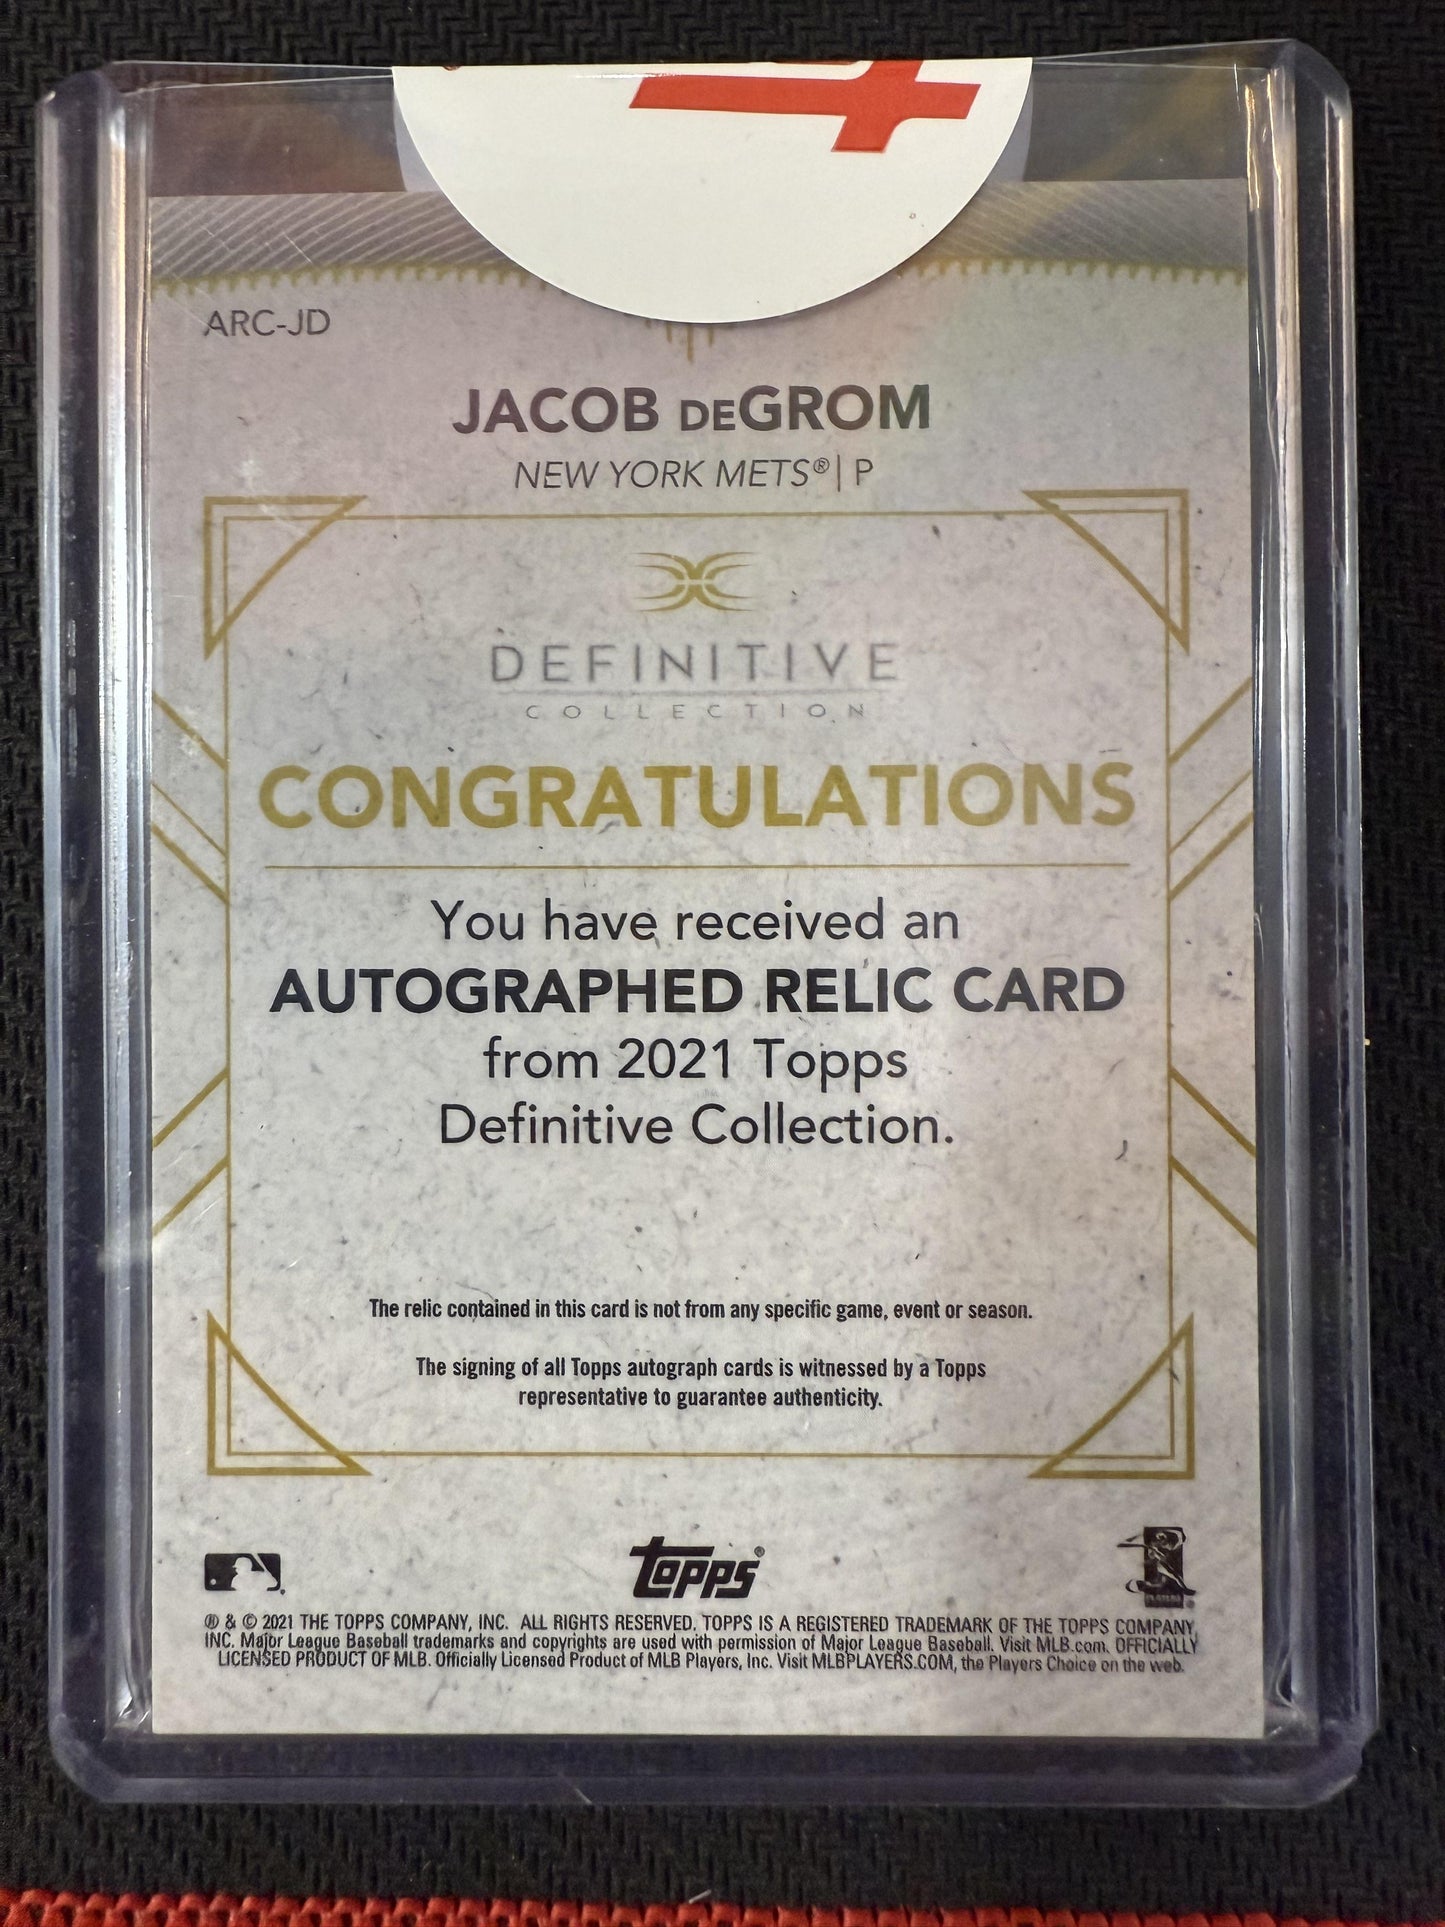 ARC-JD
JACOB DEGROM
NEW YORK METS® | P
DEFINITIVE
COLLECTION
CONGRATULATIONS
You have received an
AUTOGRAPHED RELIC CARD
from 2021 Topps
Definitive Collection.
The relic contained in this card is not from any specific game, event or season.
The signing of all Topps autograph cards is witnessed by a Topps
representative to guarantee authenticity.
topps®
® & © 2021 THE TOPPS COMPANY, INC. ALL RIGHTS RESERVED. TOPPS IS A REGISTERED TRADEMARK OF THE TOPPS COMPANY,
INC. Major League Baseball trademarks and copyrights are used with permission of Major League Baseball. Visit MLB.com. OFFICIALLY
LICENSED PRODUCT OF MLB. Officially Licensed Product of MLB Players, Inc. Visit MLBPLAYERS.COM, the Players Choice on the web.